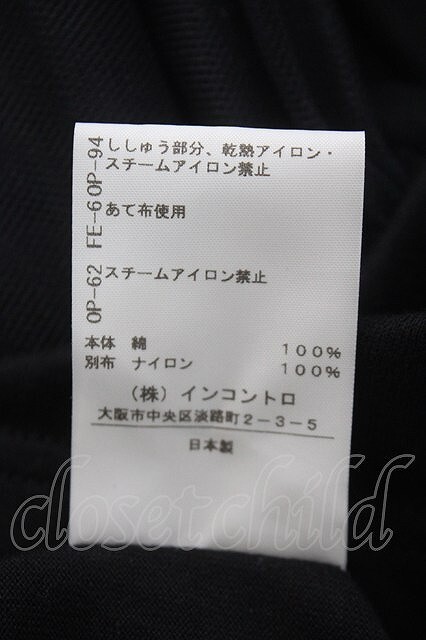 ししゅう部分、乾熱アイロン・
スチームアイロン禁止
あて布使用
スチームアイロン禁止
OP-62 FE-60P-94
本体 綿 100%
別布 ナイロン 100%
(株) インコントロ
大阪市中央区淡路町2-3-5
日本製
closetchild